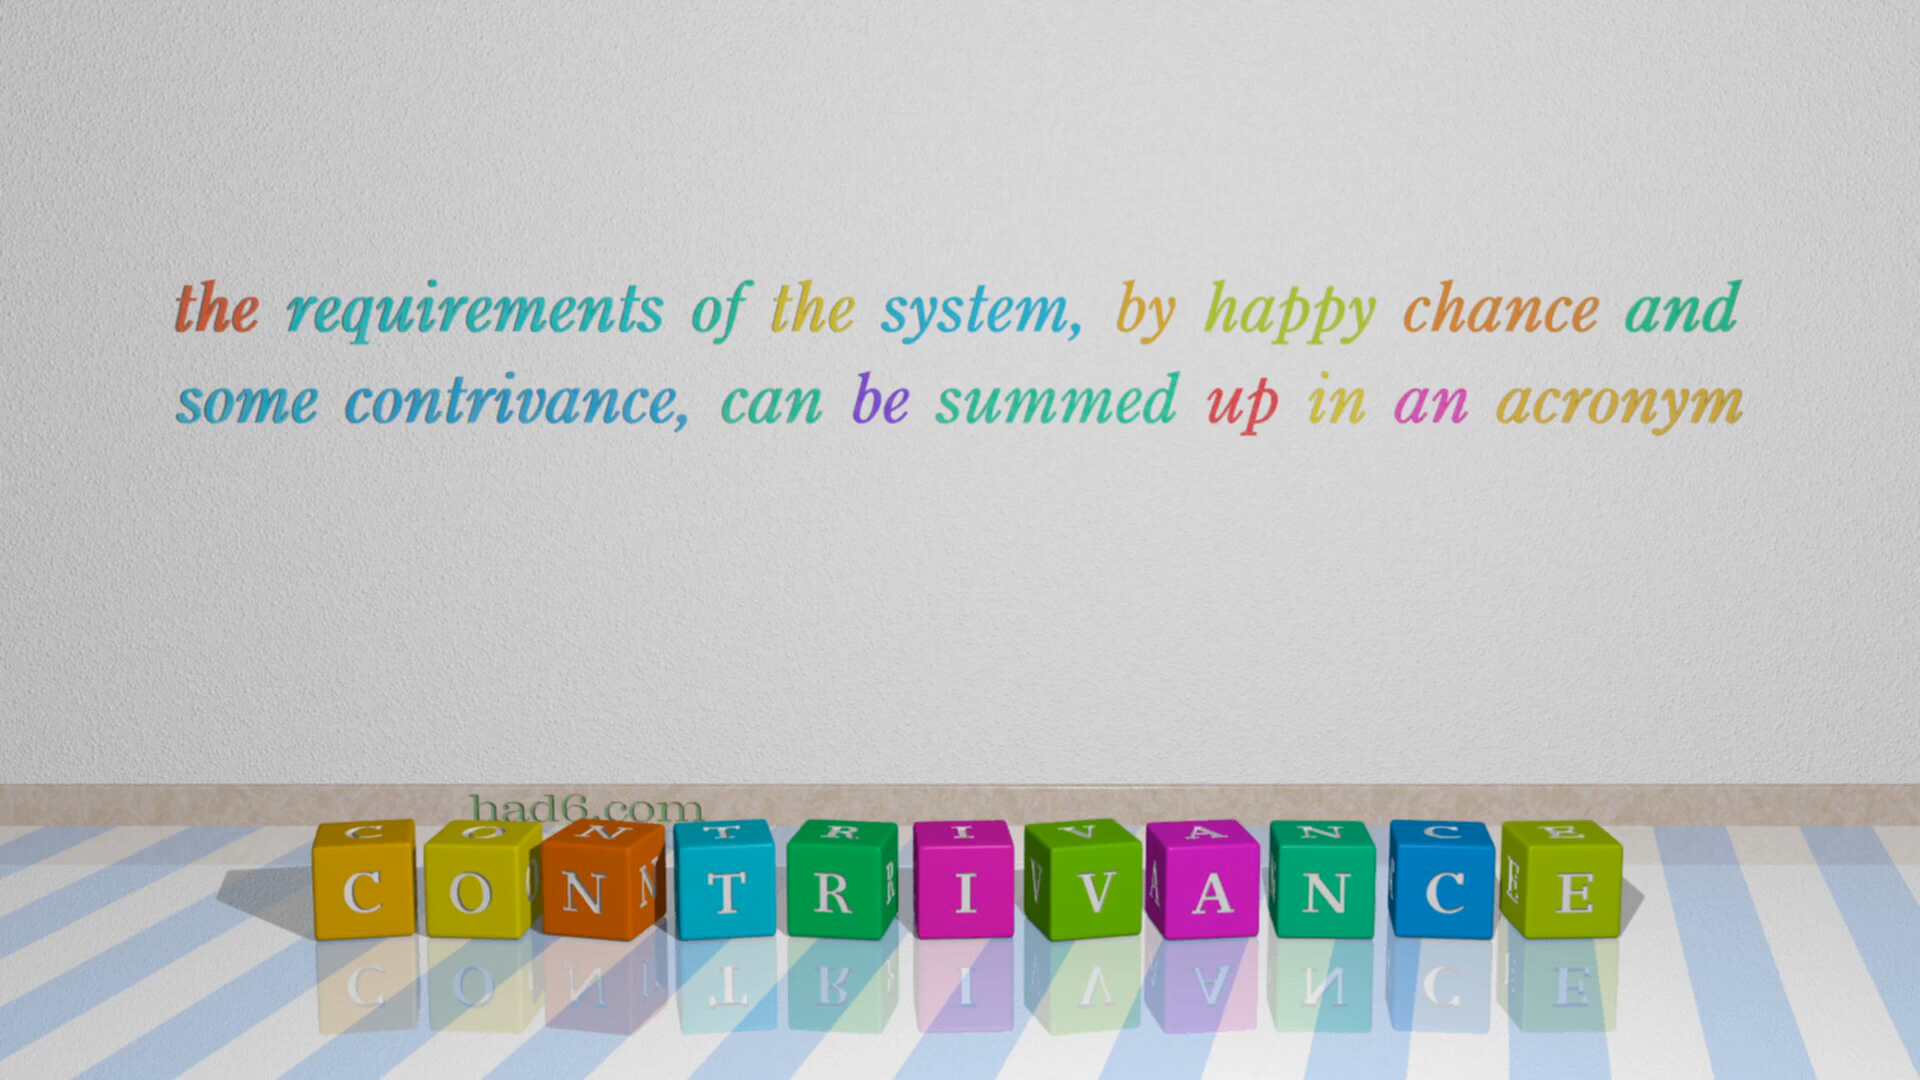 the requirements of the system, by happy chance and
some contrivance, can be summed up in an acronym
had6.com
CONTRIVANCE